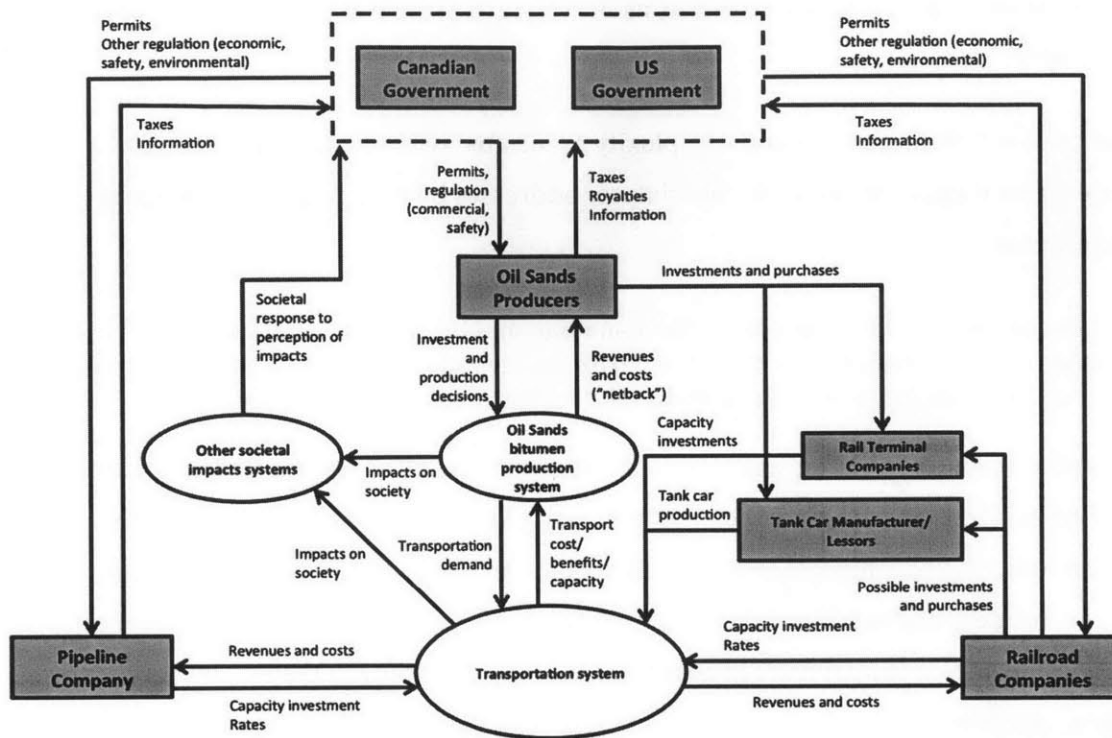 Permits
Other regulation (economic,
safety, environmental)
Canadian
Government
US
Government
Permits
Other regulation (economic,
safety, environmental)
Taxes
Information
Taxes
Information
Permits,
regulation
(commercial,
safety)
Taxes
Royalties
Information
Oil Sands
Producers
Investments and purchases
Societal
response to
perception of
impacts
Investment
and
production
decisions
Revenues
and costs
("netback")
Other societal
impacts systems
Impacts on
society
Oil Sands
bitumen
production
system
Capacity
investments
Rail Terminal
Companies
Tank car
production
Tank Car Manufacturer/
Lessors
Impacts on
society
Transportation
demand
Transport
cost/
benefits/
capacity
Possible investments
and purchases
Pipeline
Company
Revenues and costs
Capacity investment
Rates
Transportation system
Capacity investment
Rates
Revenues and costs
Railroad
Companies